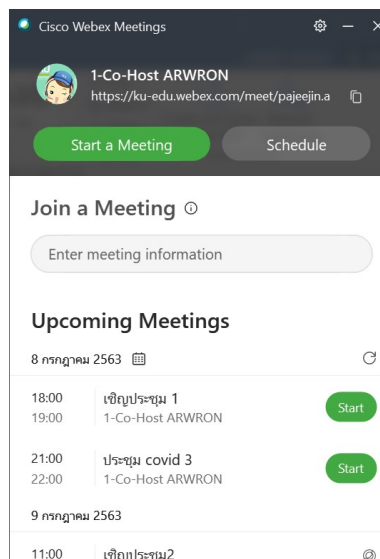 Cisco Webex Meetings
1-Co-Host ARWRON
https://ku-edu.webex.com/meet/pajeejin.a
Start a Meeting
Schedule
Join a Meeting
Enter meeting information
Upcoming Meetings
8 กรกฎาคม 2563
18:00 เชิญประชุม 1
19:00 1-Co-Host ARWRON
Start
21:00 ประชุม covid 3
22:00 1-Co-Host ARWRON
Start
9 กรกฎาคม 2563
11:00 เชิญประชุม2